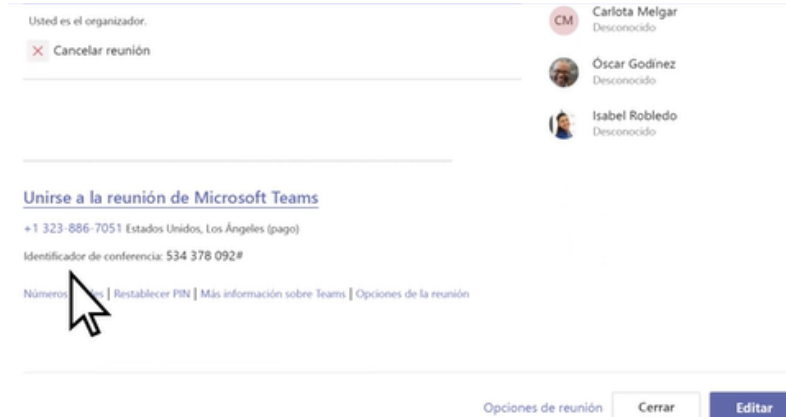 Usted es el organizador.
Cancelar reunión
CM
Carlota Melgar
Desconocido
Óscar Godínez
Desconocido
Isabel Robledo
Desconocido
Unirse a la reunión de Microsoft Teams
+1 323-886-7051 Estados Unidos, Los Ángeles (pago)
Identificador de conferencia: 534 378 092#
Números | Restablecer PIN | Más información sobre Teams | Opciones de la reunión
Opciones de reunión
Cerrar
Editar